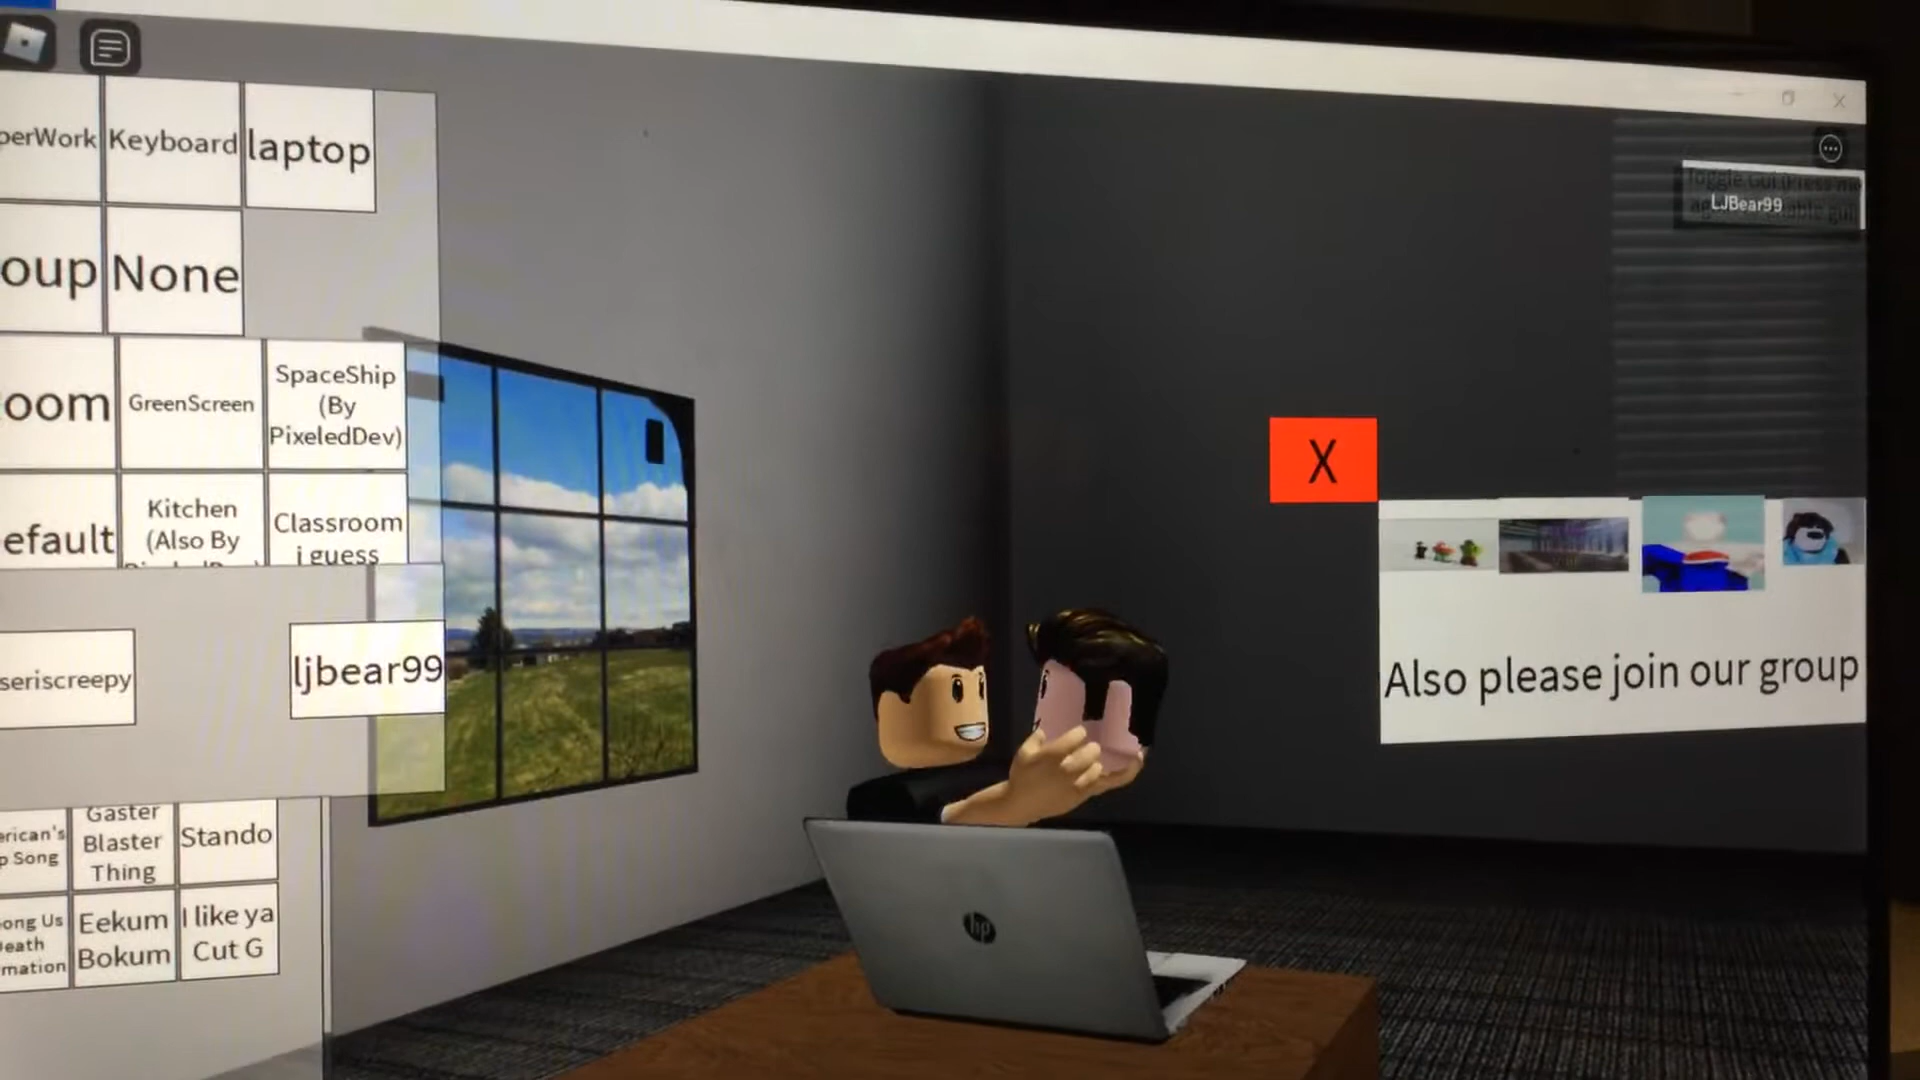 perWork
Keyboard
laptop
oup
None
oom
GreenScreen
SpaceShip
(By
PixeledDev)
efault
Kitchen
(Also By
Classroom
i guess
seriscreepy
ljbear99
erican's
p Song
Gaster
Blaster
Thing
Stando
ong Us
eath
mation
Eekum
Bokum
I like ya
Cut G
hp
X
LJBear99
Also please join our group